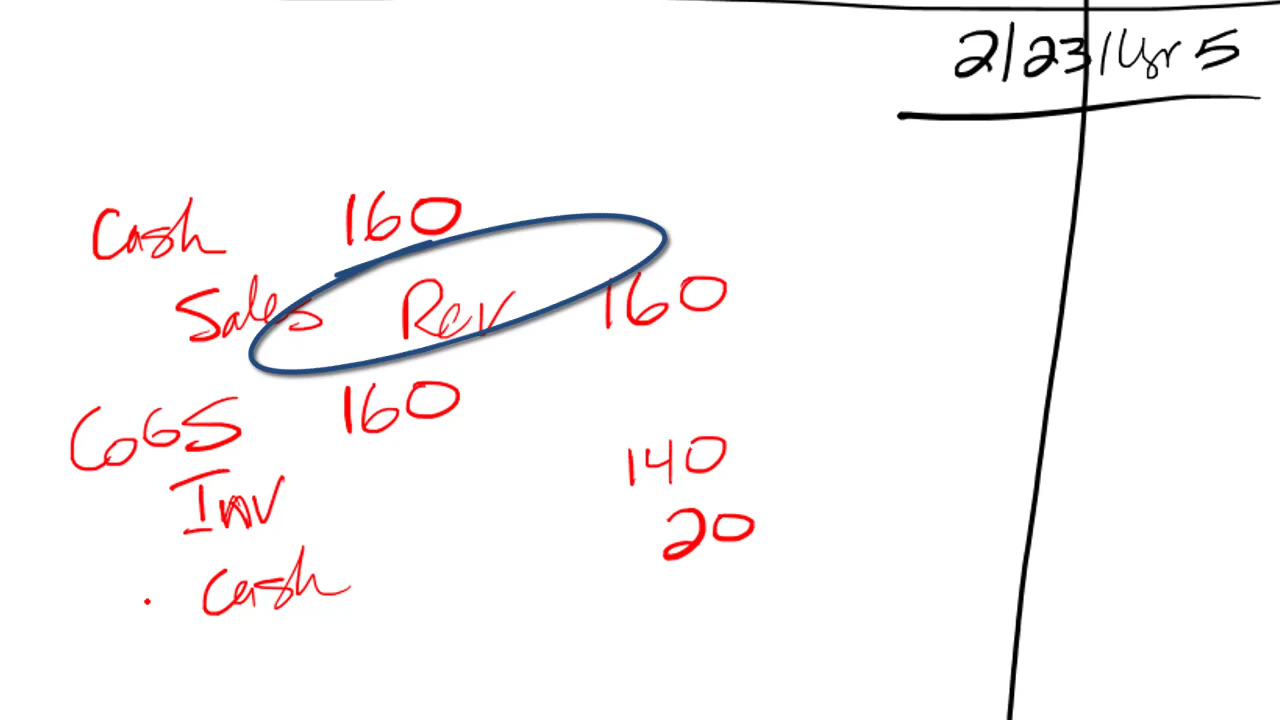 2/23/Yr 5
Cash 160
Sales Rev 160
COGS 160
Inv 140
Cash 20